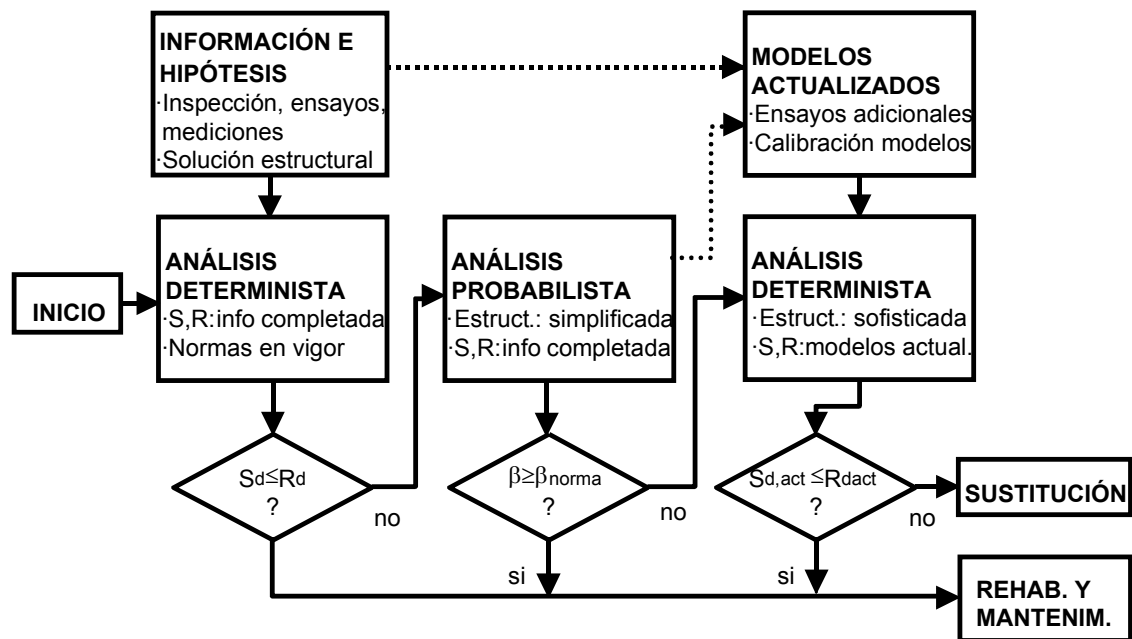 INFORMACIÓN E
HIPÓTESIS
·Inspección, ensayos,
mediciones
·Solución estructural
MODELOS
ACTUALIZADOS
·Ensayos adicionales
·Calibración modelos
INICIO
ANÁLISIS
DETERMINISTA
·S,R:info completada
·Normas en vigor
ANÁLISIS
PROBABILISTA
·Estruct.: simplificada
·S,R:info completada
ANÁLISIS
DETERMINISTA
·Estruct.: sofisticada
·S,R:modelos actual.
Sd≤Rd
?
no
β≥βnorma
?
no
Sd,act ≤Rdact
?
no
SUSTITUCIÓN
si
si
REHAB. Y
MANTENIM.